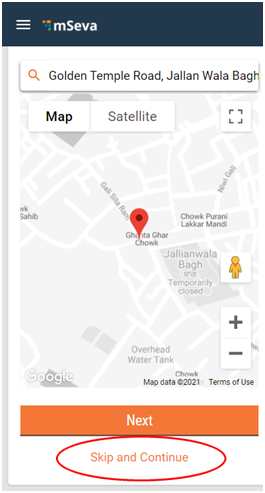 mSeva
Golden Temple Road, Jallan Wala Bagh
Map
Satellite
Niwi Gali
Gali Sita Ram
wk
Sahib
Chowk Purani
Lakkar Mandi
Ghanta Ghar
Chowk
Jallianwala
Bagh
Temporarily
closed
Overhead
Water Tank
k
Google
Map data ©2021
Terms of Use
Next
Skip and Continue